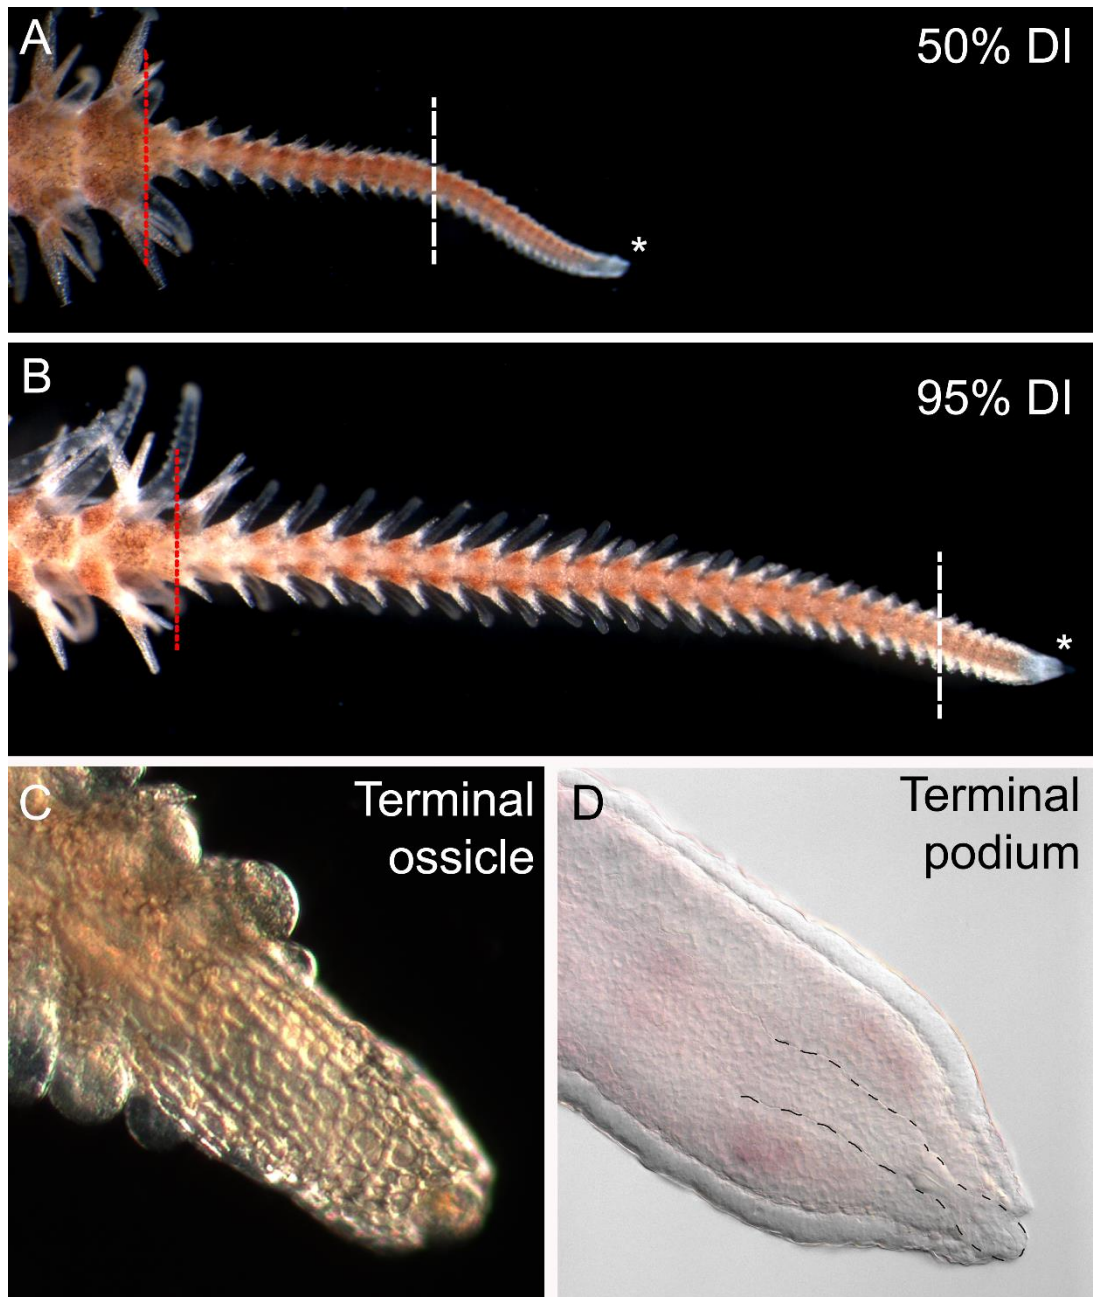 A
50% DI
*
B
95% DI
*
C
Terminal
ossicle
D
Terminal
podium